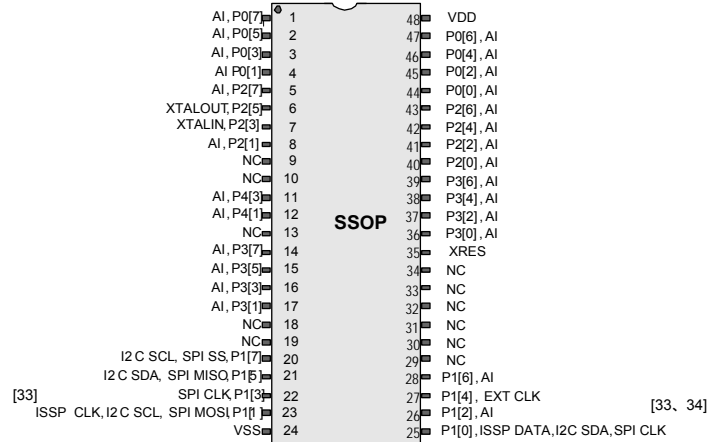 AI, P0[7] 1 48 VDD
AI, P0[5] 2 47 P0[6], AI
AI, P0[3] 3 46 P0[4], AI
AI P0[1] 4 45 P0[2], AI
AI, P2[7] 5 44 P0[0], AI
XTALOUT, P2[5] 6 43 P2[6], AI
XTALIN, P2[3] 7 42 P2[4], AI
AI, P2[1] 8 41 P2[2], AI
NC 9 40 P2[0], AI
NC 10 39 P3[6], AI
AI, P4[3] 11 38 P3[4], AI
AI, P4[1] 12 SSOP 37 P3[2], AI
NC 13 36 P3[0], AI
AI, P3[7] 14 35 XRES
AI, P3[5] 15 34 NC
AI, P3[3] 16 33 NC
AI, P3[1] 17 32 NC
NC 18 31 NC
NC 19 30 NC
I2C SCL, SPI SS, P1[7] 20 29 NC
I2C SDA, SPI MISO, P1[5] 21 28 P1[6], AI
[33] SPI CLK, P1[3] 22 27 P1[4], EXT CLK
ISSP CLK, I2C SCL, SPI MOSI, P1[1] 23 26 P1[2], AI [33、34]
VSS 24 25 P1[0], ISSP DATA, I2C SDA, SPI CLK